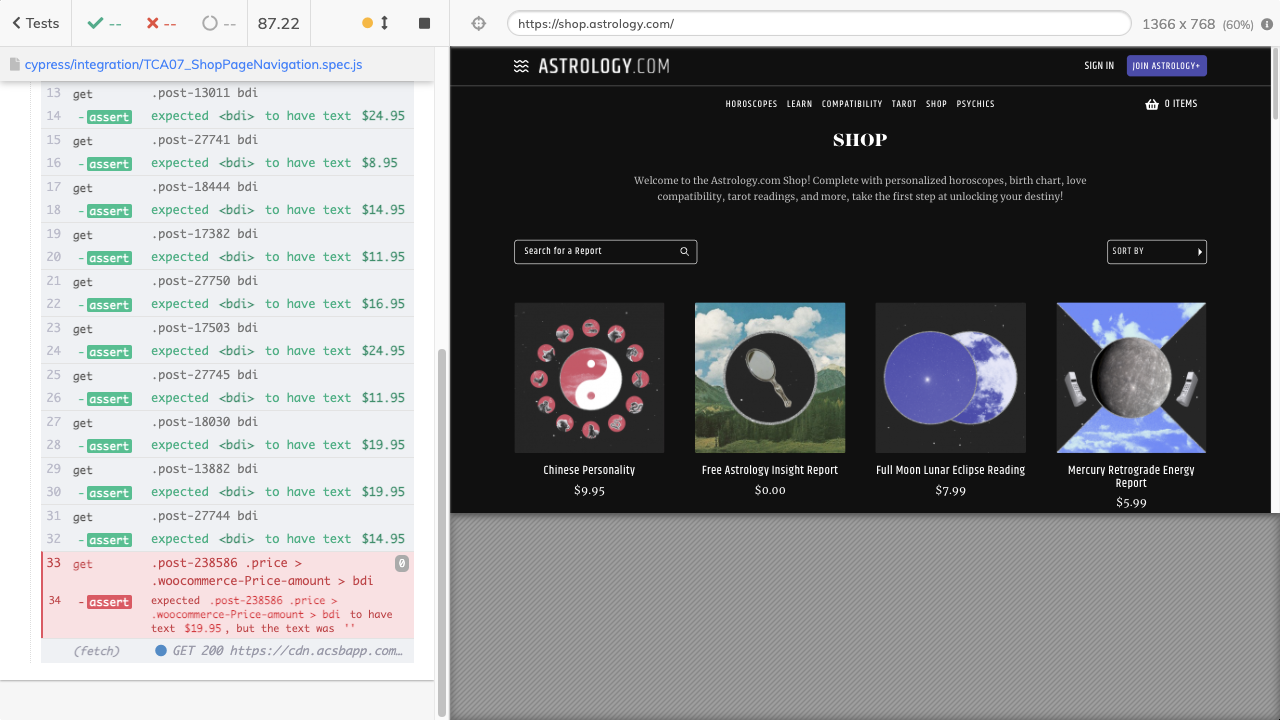 Tests
--
--
--
87.22
https://shop.astrology.com/
1366 x 768 (60%)
cypress/integration/TCA07_ShopPageNavigation.spec.js
13 get .post-13011 bdi
14 - assert expected <bdi> to have text $24.95
15 get .post-27741 bdi
16 - assert expected <bdi> to have text $8.95
17 get .post-18444 bdi
18 - assert expected <bdi> to have text $14.95
19 get .post-17382 bdi
20 - assert expected <bdi> to have text $11.95
21 get .post-27750 bdi
22 - assert expected <bdi> to have text $16.95
23 get .post-17503 bdi
24 - assert expected <bdi> to have text $24.95
25 get .post-27745 bdi
26 - assert expected <bdi> to have text $11.95
27 get .post-18030 bdi
28 - assert expected <bdi> to have text $19.95
29 get .post-13882 bdi
30 - assert expected <bdi> to have text $19.95
31 get .post-27744 bdi
32 - assert expected <bdi> to have text $14.95
33 get .post-238586 .price > 0
.woocommerce-Price-amount > bdi
34 - assert expected .post-238586 .price >
.woocommerce-Price-amount > bdi to have
text $19.95, but the text was ''
(fetch) GET 200 https://cdn.acsbapp.com…
ASTROLOGY.COM
SIGN IN
JOIN ASTROLOGY+
HOROSCOPES LEARN COMPATIBILITY TAROT SHOP PSYCHICS
0 ITEMS
SHOP
Welcome to the Astrology.com Shop! Complete with personalized horoscopes, birth chart, love
compatibility, tarot readings, and more, take the first step at unlocking your destiny!
Search for a Report
SORT BY
Chinese Personality
$9.95
Free Astrology Insight Report
$0.00
Full Moon Lunar Eclipse Reading
$7.99
Mercury Retrograde Energy
Report
$5.99